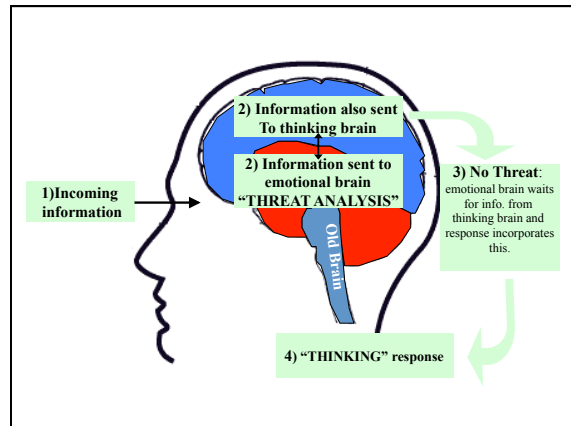 1)Incoming
information
2) Information also sent
To thinking brain
2) Information sent to
emotional brain
“THREAT ANALYSIS”
Old Brain
3) No Threat:
emotional brain waits
for info. from
thinking brain and
response incorporates
this.
4) “THINKING” response